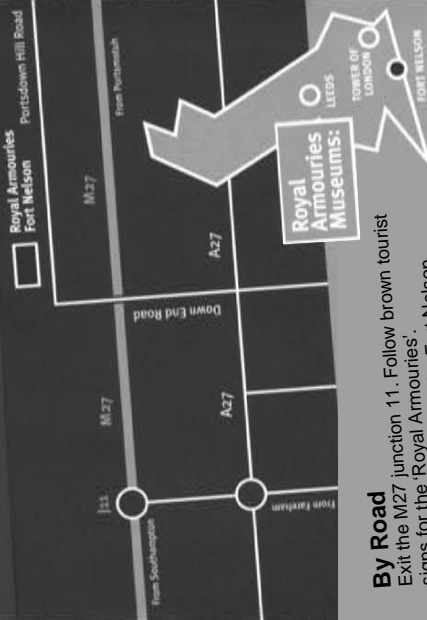 Royal Armouries
Fort Nelson
Portsdown Hill Road
From Portsmouth
M27
M27
J11
From Southampton
Down End Road
A27
A27
From Fareham
Royal
Armouries
Museums:
LEEDS
TOWER OF
LONDON
FORT NELSON
By Road
Exit the M27 junction 11. Follow brown tourist
signs for the 'Royal Armouries'.
Fort Nelson